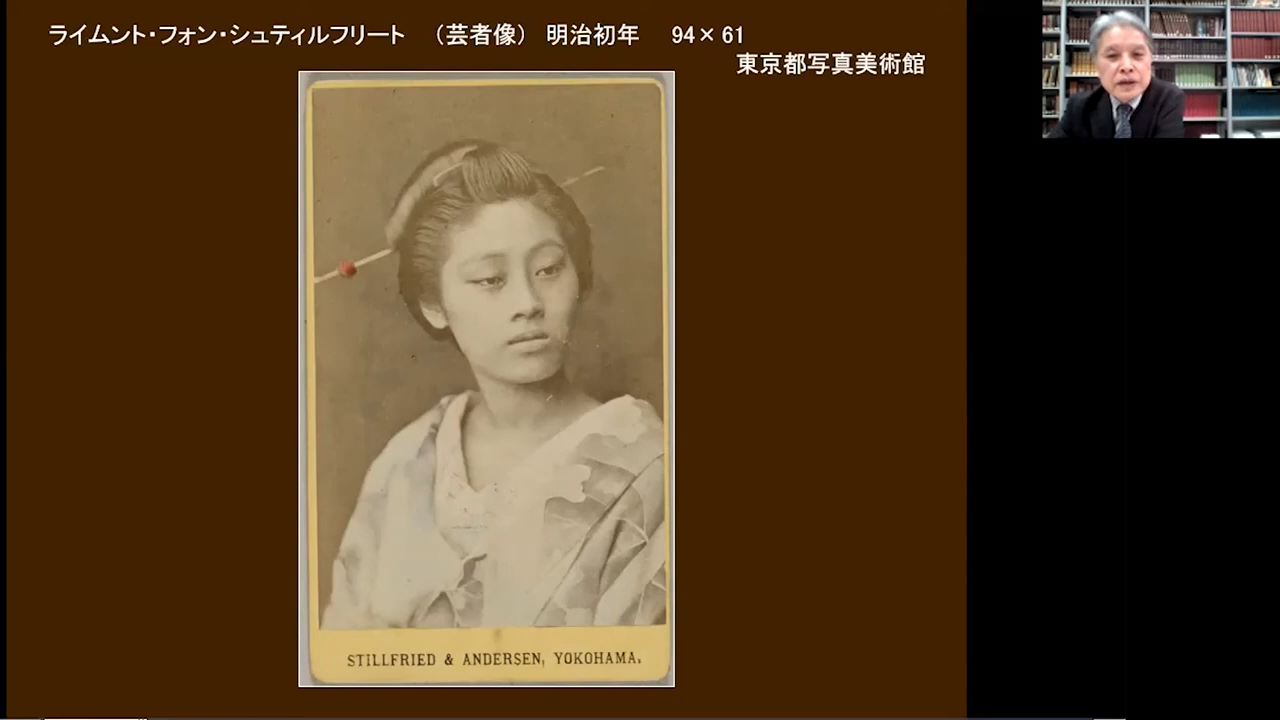 ライムント・フォン・シュティルフリート （芸者像） 明治初年 94×61
東京都写真美術館
STILLFRIED & ANDERSEN, YOKOHAMA.